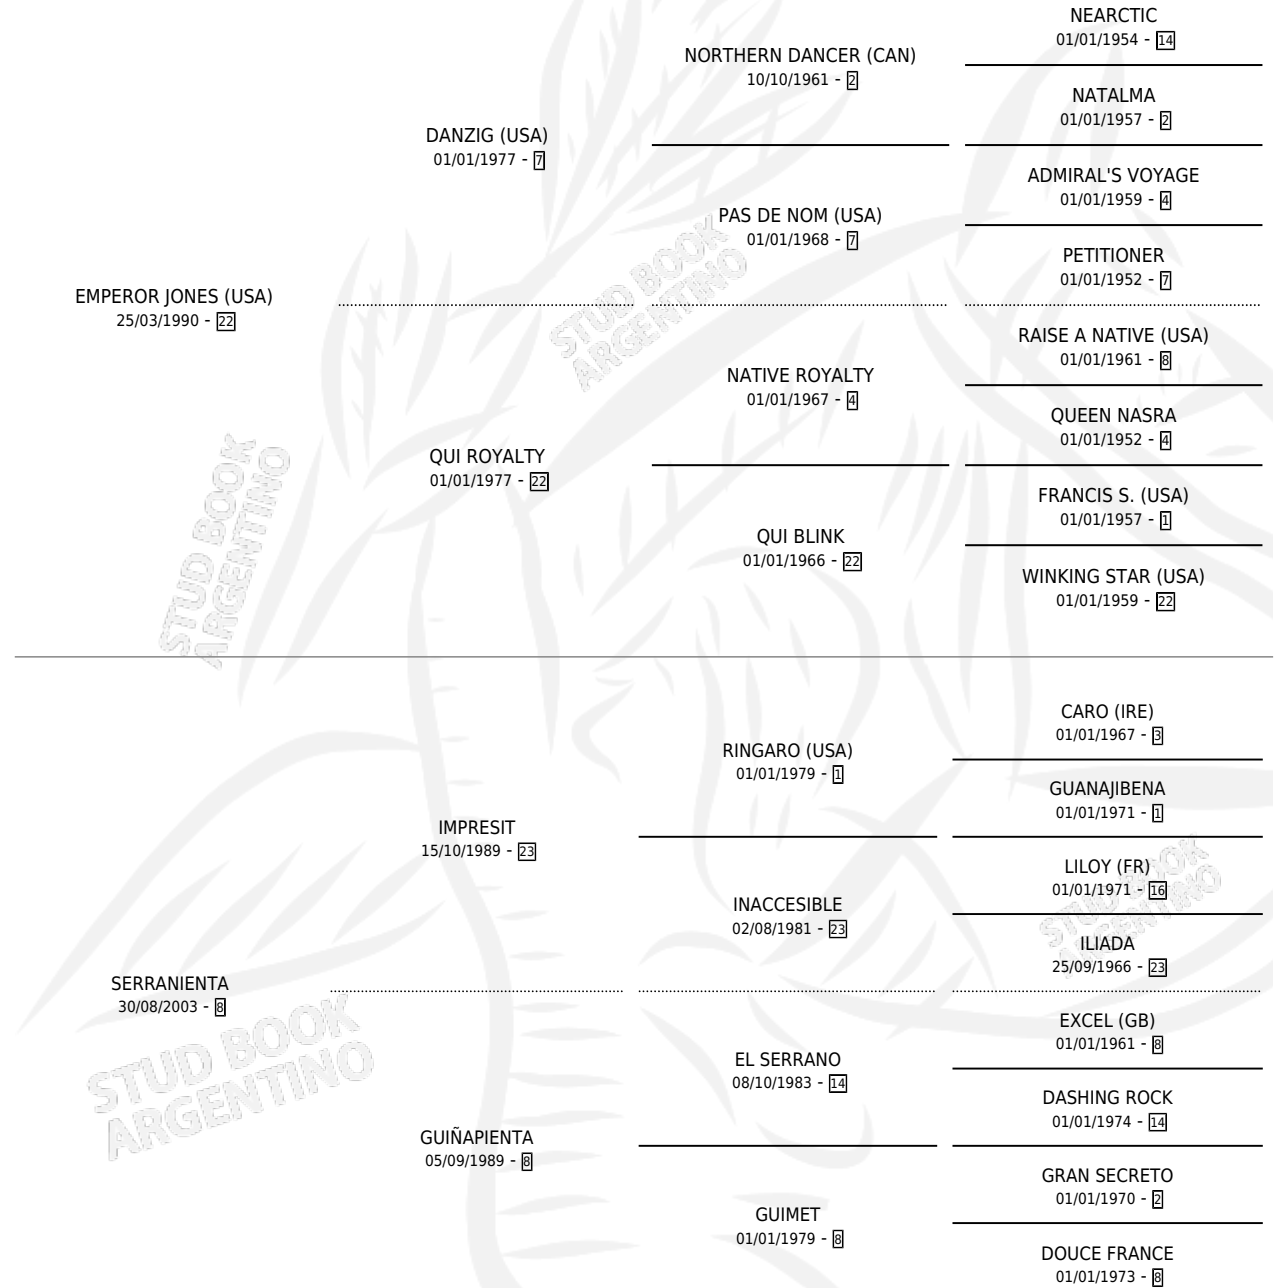 NEARCTIC
01/01/1954 - 14
NORTHERN DANCER (CAN)
10/10/1961 - 2
NATALMA
01/01/1957 - 2
DANZIG (USA)
01/01/1977 - 7
ADMIRAL'S VOYAGE
01/01/1959 - 4
PAS DE NOM (USA)
01/01/1968 - 7
PETITIONER
01/01/1952 - 7
EMPEROR JONES (USA)
25/03/1990 - 22
RAISE A NATIVE (USA)
01/01/1961 - 8
NATIVE ROYALTY
01/01/1967 - 4
QUEEN NASRA
01/01/1952 - 4
QUI ROYALTY
01/01/1977 - 22
FRANCIS S. (USA)
01/01/1957 - 1
QUI BLINK
01/01/1966 - 22
WINKING STAR (USA)
01/01/1959 - 22
CARO (IRE)
01/01/1967 - 3
RINGARO (USA)
01/01/1979 - 1
GUANAJIBENA
01/01/1971 - 1
IMPRESIT
15/10/1989 - 23
LILOY (FR)
01/01/1971 - 16
INACCESIBLE
02/08/1981 - 23
ILIADA
25/09/1966 - 23
SERRANIENTA
30/08/2003 - 8
EXCEL (GB)
01/01/1961 - 8
EL SERRANO
08/10/1983 - 14
DASHING ROCK
01/01/1974 - 14
GUIÑAPIENTA
05/09/1989 - 8
GRAN SECRETO
01/01/1970 - 2
GUIMET
01/01/1979 - 8
DOUCE FRANCE
01/01/1973 - 8
STUD BOOK
ARGENTINO
STUD BOOK
ARGENTINO
STUD BOOK
ARGENTINO
STUD BOOK
ARGENTINO